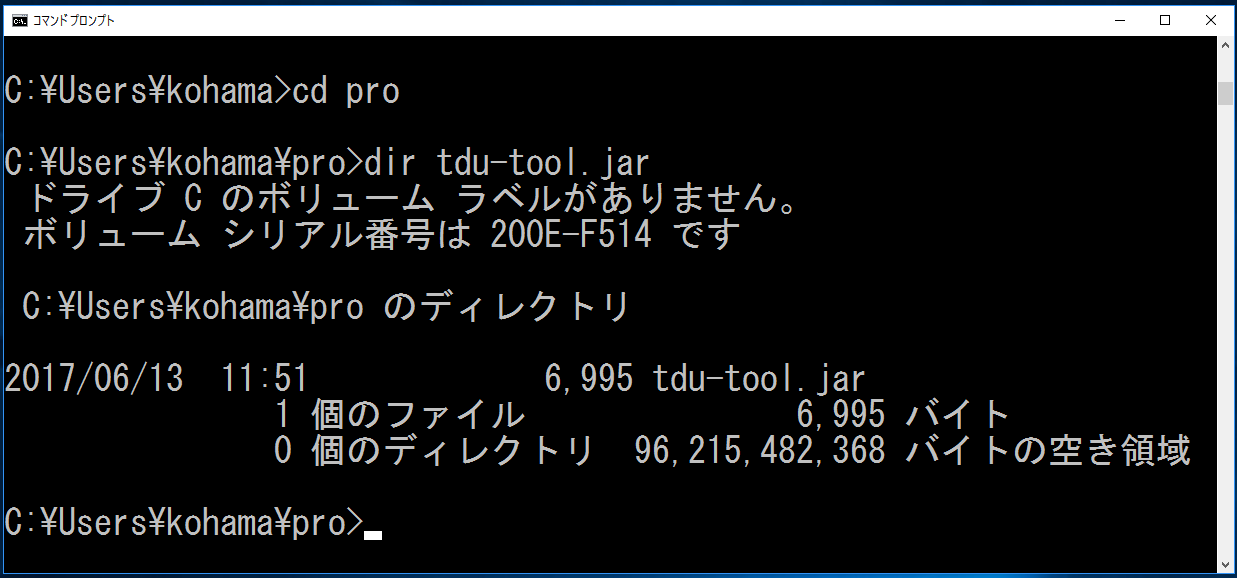 コマンド プロンプト
C:¥Users¥kohama>cd pro
C:¥Users¥kohama¥pro>dir tdu-tool.jar
ドライブ C のボリューム ラベルがありません。
ボリューム シリアル番号は 200E-F514 です
C:¥Users¥kohama¥pro のディレクトリ
2017/06/13  11:51             6,995 tdu-tool.jar
1 個のファイル               6,995 バイト
0 個のディレクトリ  96,215,482,368 バイトの空き領域
C:¥Users¥kohama¥pro>